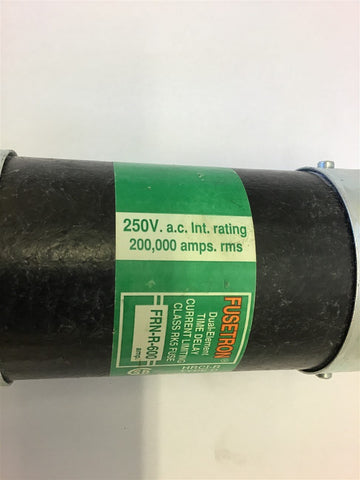 250V. a.c. Int. rating
200,000 amps. rms
FUSETRON®
Dual-Element
TIME DELAY
CURRENT LIMITING
CLASS RK5 FUSE
FRN-R-600
amp